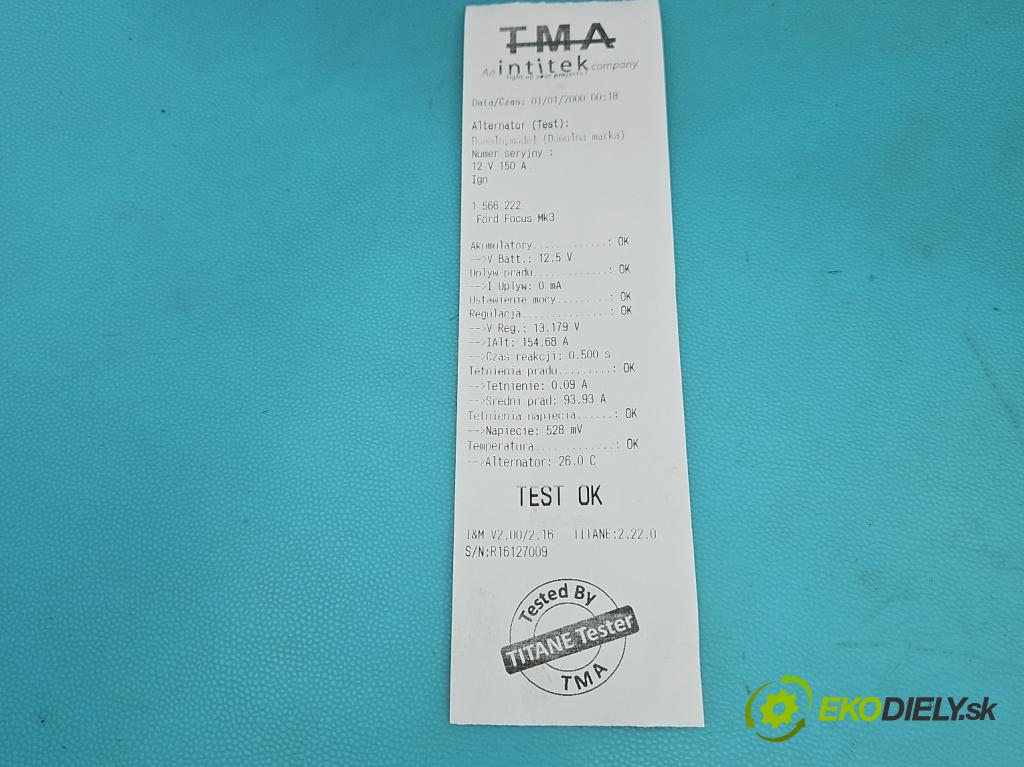 TMA
An intitek company
light up your projects!
Data/Czas: 01/01/2000 00:18
Alternator (Test):
Dowolnymodel (Dowolna marka)
Numer seryjny :
12 V 150 A
Ign
1 566 222
Ford Focus Mk3
Akumulatory............: OK
-->V Batt.: 12.5 V
Uplyw pradu............: OK
-->I Uplyw: 0 mA
Ustawienie mocy.........: OK
Regulacja..............: OK
-->V Reg.: 13.179 V
-->IAlt: 154.68 A
-->Czas reakcji: 0.500 s
Tetnienia pradu.........: OK
-->Tetnienie: 0.09 A
-->Sredni prad: 93.93 A
Tetnienia napiecia......: OK
-->Napiecie: 528 mV
Temperatura.............: OK
-->Alternator: 26.0 C
TEST OK
I&M V2.00/2.16 TITANE:2.22.0
S/N:R16127009
Tested By
TITANE Tester
TMA
EKODIELY.sk